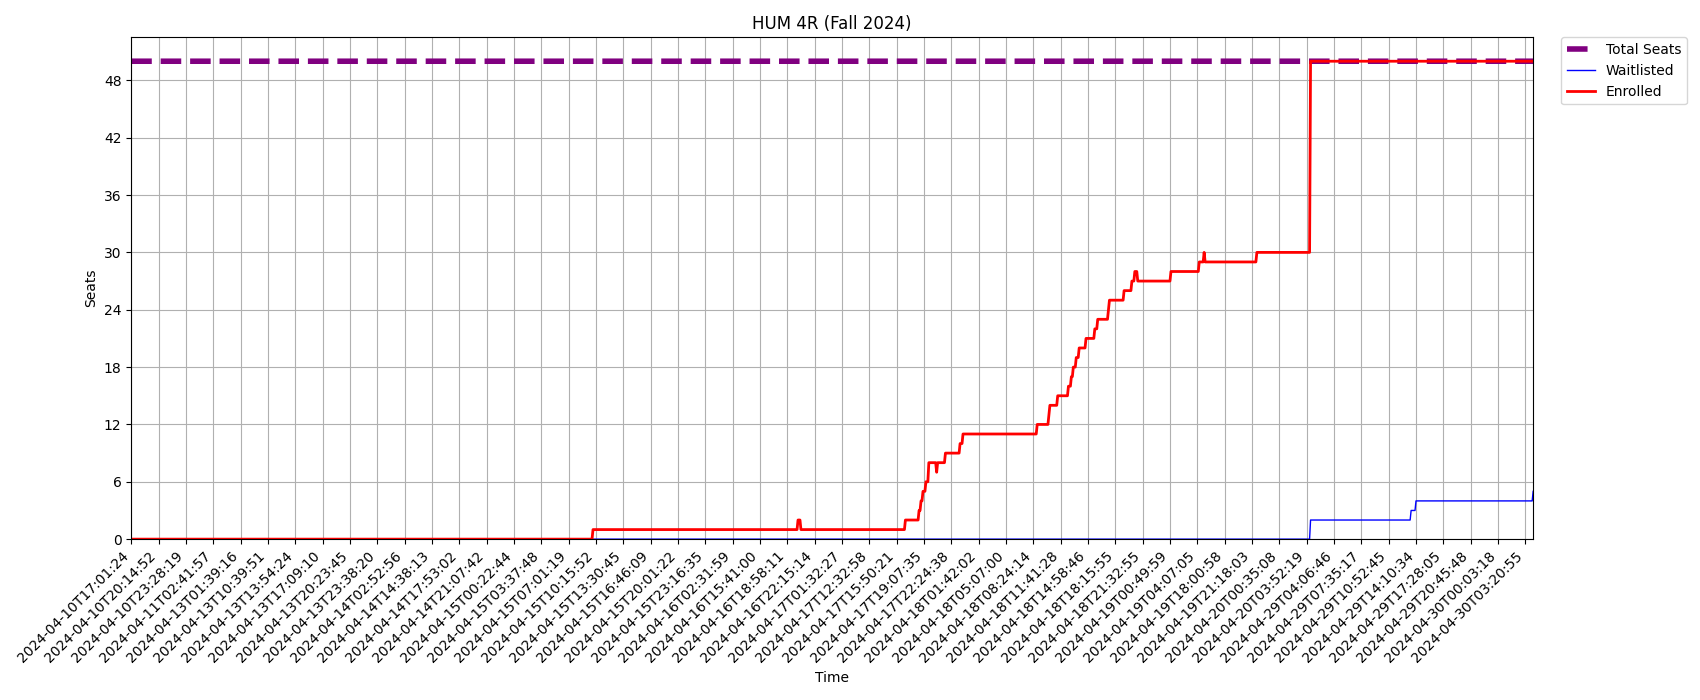 HUM 4R (Fall 2024)
Total Seats
Waitlisted
Enrolled
Seats
48
42
36
30
24
18
12
6
0
2024-04-10T17:01:24
2024-04-10T20:14:52
2024-04-10T23:28:19
2024-04-11T02:41:57
2024-04-13T01:39:16
2024-04-13T10:39:51
2024-04-13T13:54:24
2024-04-13T17:09:10
2024-04-13T20:23:45
2024-04-13T23:38:20
2024-04-14T02:52:56
2024-04-14T14:38:13
2024-04-14T17:53:02
2024-04-14T21:07:42
2024-04-15T00:22:44
2024-04-15T03:37:48
2024-04-15T07:01:19
2024-04-15T10:15:52
2024-04-15T13:30:45
2024-04-15T16:46:09
2024-04-15T20:01:22
2024-04-15T23:16:35
2024-04-16T02:31:59
2024-04-16T15:41:00
2024-04-16T18:58:11
2024-04-16T22:15:14
2024-04-17T01:32:27
2024-04-17T12:32:58
2024-04-17T15:50:21
2024-04-17T19:07:35
2024-04-17T22:24:38
2024-04-18T01:42:02
2024-04-18T05:07:00
2024-04-18T08:24:14
2024-04-18T11:41:28
2024-04-18T14:58:46
2024-04-18T18:15:55
2024-04-18T21:32:55
2024-04-19T00:49:59
2024-04-19T04:07:05
2024-04-19T18:00:58
2024-04-19T21:18:03
2024-04-20T00:35:08
2024-04-20T03:52:19
2024-04-29T04:06:46
2024-04-29T07:35:17
2024-04-29T10:52:45
2024-04-29T14:10:34
2024-04-29T17:28:05
2024-04-29T20:45:48
2024-04-30T00:03:18
2024-04-30T03:20:55
Time